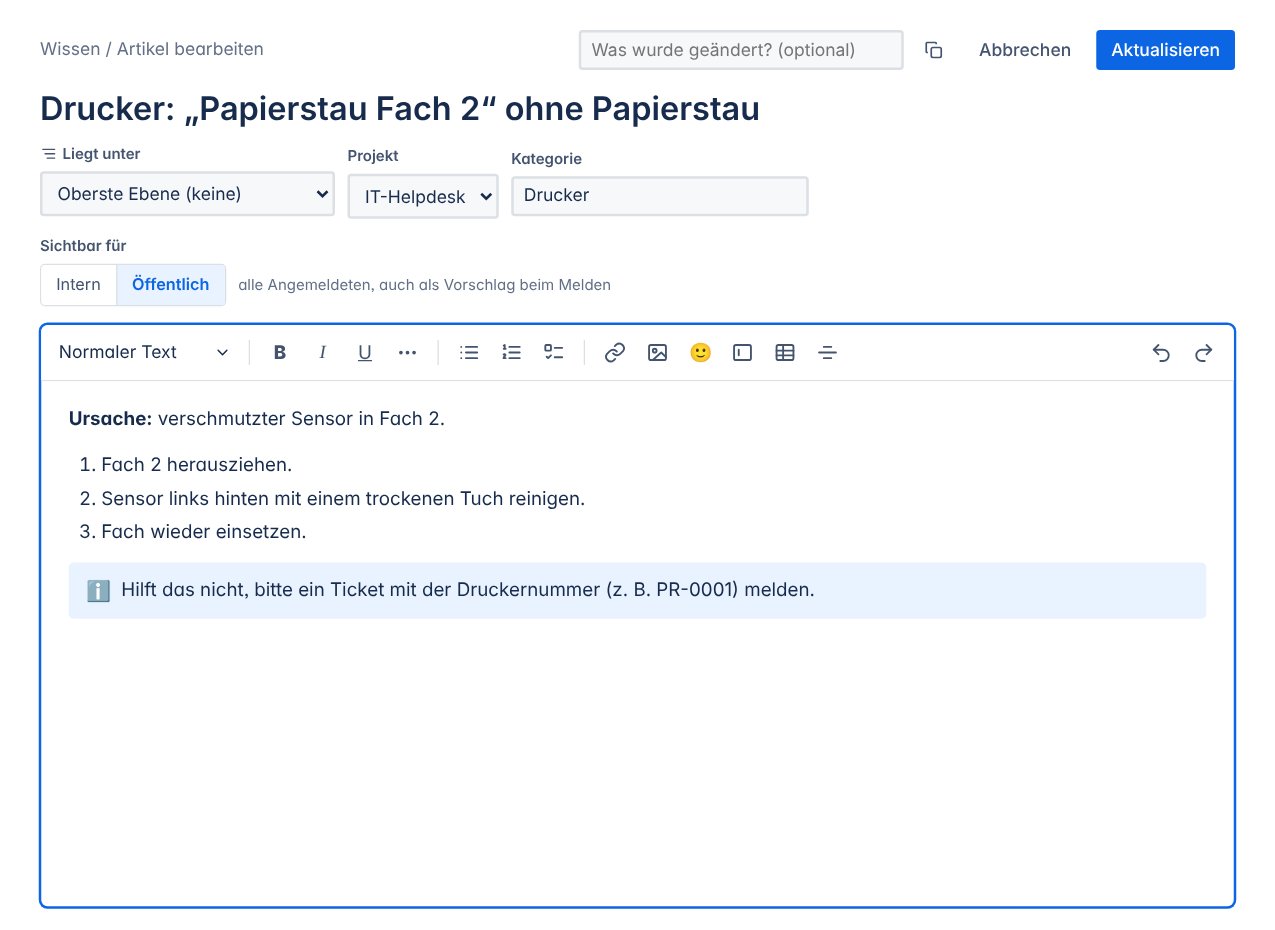 Wissen / Artikel bearbeiten
Was wurde geändert? (optional)
Abbrechen
Aktualisieren
Drucker: „Papierstau Fach 2“ ohne Papierstau
Liegt unter
Projekt
Kategorie
Oberste Ebene (keine)
IT-Helpdesk
Drucker
Sichtbar für
Intern
Öffentlich
alle Angemeldeten, auch als Vorschlag beim Melden
Normaler Text
B I U
Ursache: verschmutzter Sensor in Fach 2.
1. Fach 2 herausziehen.
2. Sensor links hinten mit einem trockenen Tuch reinigen.
3. Fach wieder einsetzen.
ℹ️ Hilft das nicht, bitte ein Ticket mit der Druckernummer (z. B. PR-0001) melden.